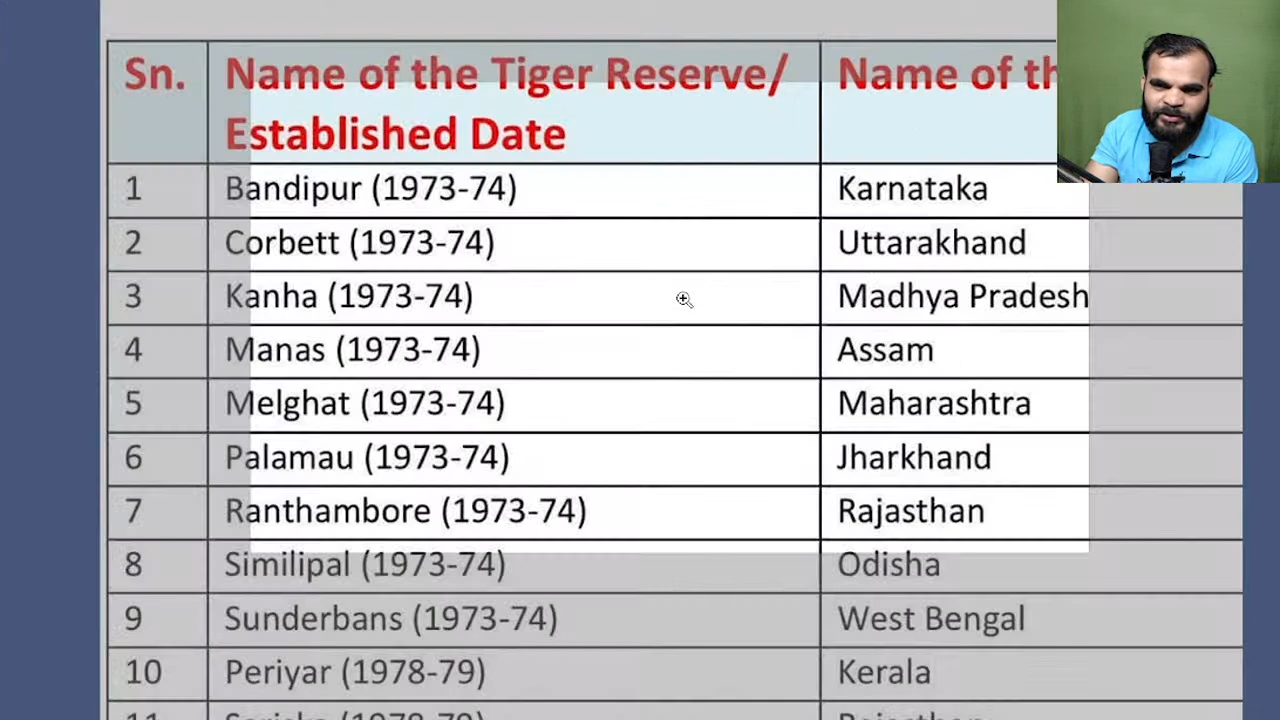 Sn. Name of the Tiger Reserve/ Established Date Name of th
1 Bandipur (1973-74) Karnataka
2 Corbett (1973-74) Uttarakhand
3 Kanha (1973-74) Madhya Pradesh
4 Manas (1973-74) Assam
5 Melghat (1973-74) Maharashtra
6 Palamau (1973-74) Jharkhand
7 Ranthambore (1973-74) Rajasthan
8 Similipal (1973-74) Odisha
9 Sunderbans (1973-74) West Bengal
10 Periyar (1978-79) Kerala